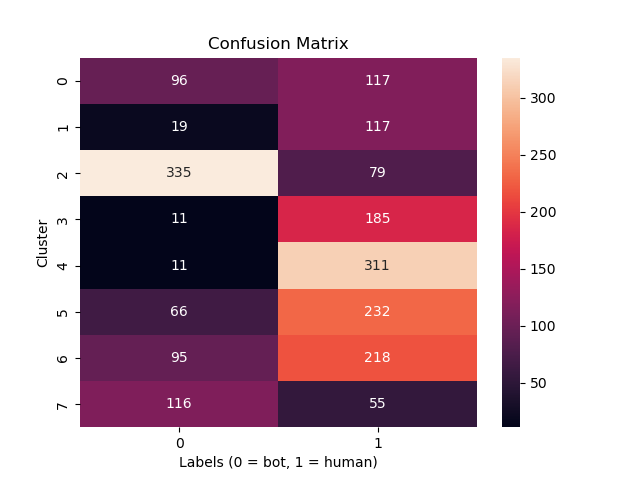 Confusion Matrix
Cluster
0 96 117
1 19 117
2 335 79
3 11 185
4 11 311
5 66 232
6 95 218
7 116 55
0 1
Labels (0 = bot, 1 = human)
300
250
200
150
100
50